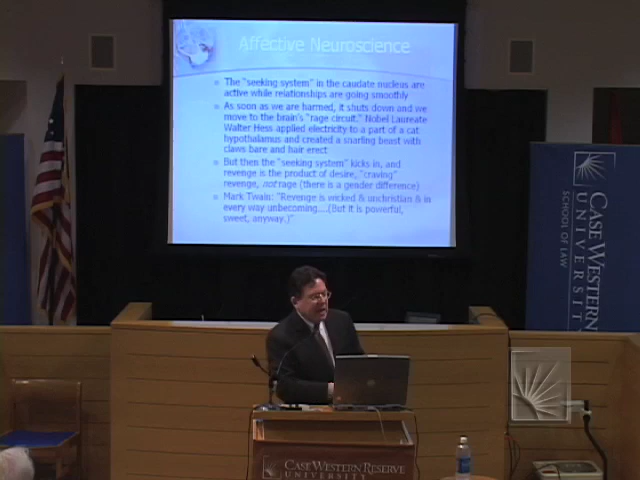 Affective Neuroscience
The "seeking system" in the caudate nucleus are
active while relationships are going smoothly
As soon as we are harmed, it shuts down and we
move to the brain's "rage circuit." Nobel Laureate
Walter Hess applied electricity to a part of a cat
hypothalamus and created a snarling beast with
claws bare and hair erect
But then the "seeking system" kicks in, and
revenge is the product of desire, "craving"
revenge, not rage (there is a gender difference)
Mark Twain: "Revenge is wicked & unchristian & in
every way unbecoming....(But it is powerful,
sweet, anyway.)"
CASE WESTERN
UNIVERSITY
SCHOOL OF LAW
CASE WESTERN RESERVE
UNIVERSITY